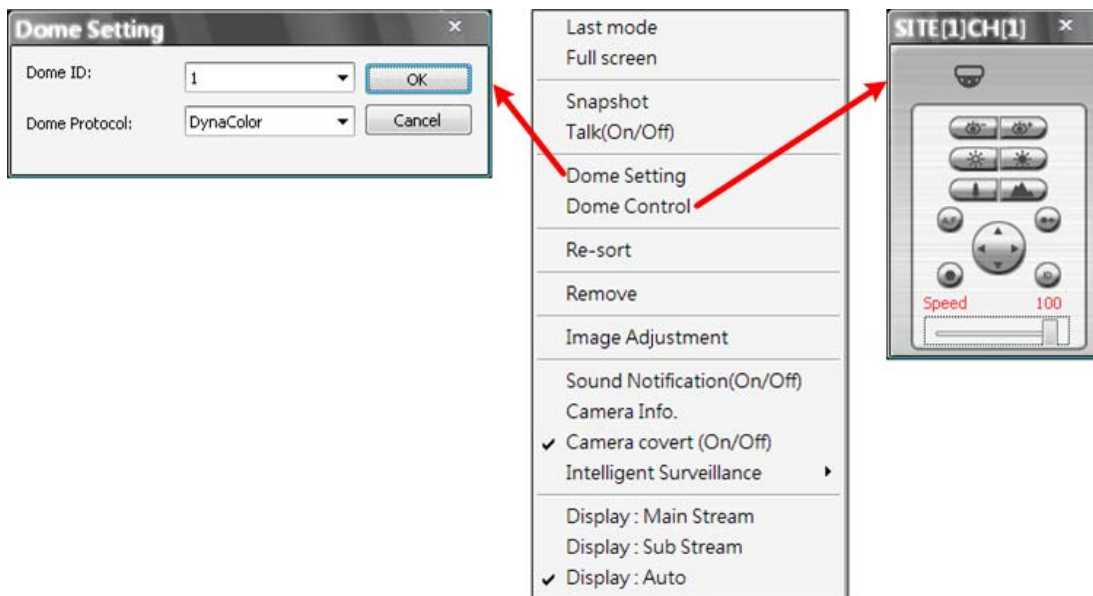 Dome Setting
Dome ID:
1
OK
Dome Protocol:
DynaColor
Cancel
Last mode
Full screen
Snapshot
Talk(On/Off)
Dome Setting
Dome Control
Re-sort
Remove
Image Adjustment
Sound Notification(On/Off)
Camera Info.
Camera covert (On/Off)
Intelligent Surveillance
Display : Main Stream
Display : Sub Stream
Display : Auto
SITE[1]CH[1]
Speed 100